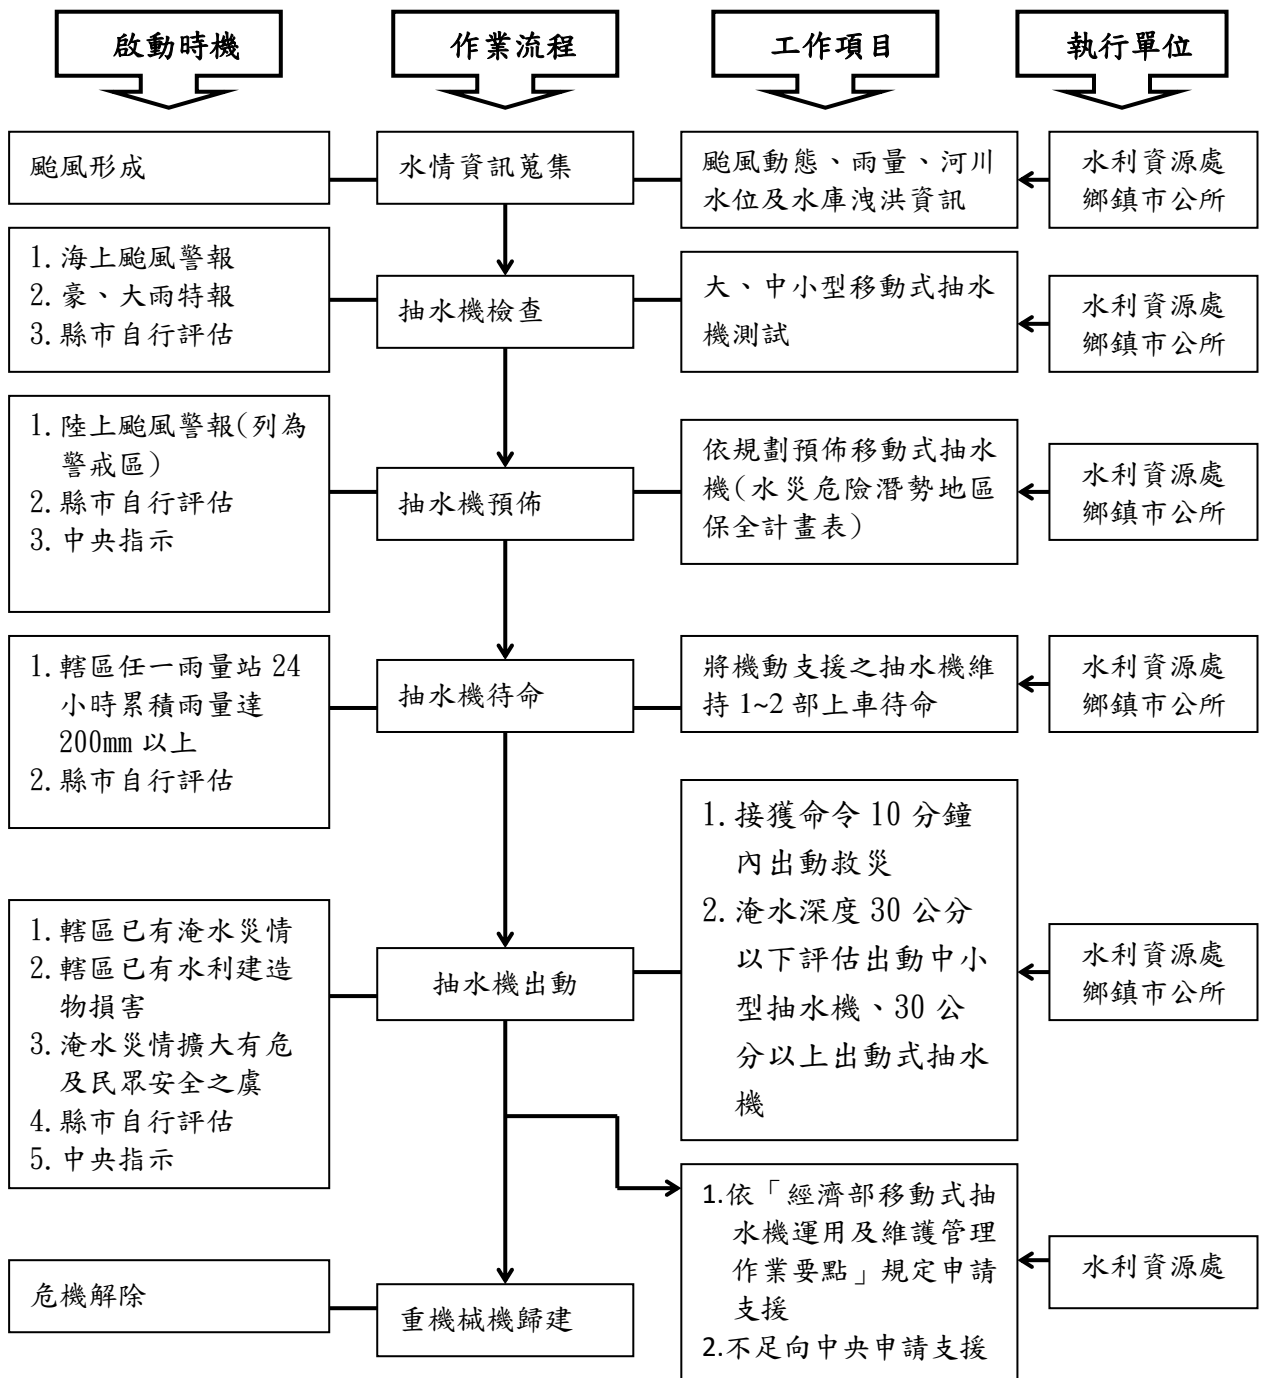 啟動時機
作業流程
工作項目
執行單位
颱風形成
水情資訊蒐集
颱風動態、雨量、河川
水位及水庫洩洪資訊
水利資源處
鄉鎮市公所
1.海上颱風警報
2.豪、大雨特報
3.縣市自行評估
抽水機檢查
大、中小型移動式抽水
機測試
水利資源處
鄉鎮市公所
1.陸上颱風警報(列為
警戒區)
2.縣市自行評估
3.中央指示
抽水機預佈
依規劃預佈移動式抽水
機(水災危險潛勢地區
保全計畫表)
水利資源處
鄉鎮市公所
1.轄區任一雨量站 24
小時累積雨量達
200mm 以上
2.縣市自行評估
抽水機待命
將機動支援之抽水機維
持 1~2 部上車待命
水利資源處
鄉鎮市公所
1.轄區已有淹水災情
2.轄區已有水利建造
物損害
3.淹水災情擴大有危
及民眾安全之虞
4.縣市自行評估
5.中央指示
抽水機出動
1.接獲命令 10 分鐘
內出動救災
2.淹水深度 30 公分
以下評估出動中小
型抽水機、30 公
分以上出動式抽水
機
水利資源處
鄉鎮市公所
1.依「經濟部移動式抽
水機運用及維護管理
作業要點」規定申請
支援
2.不足向中央申請支援
水利資源處
危機解除
重機械機歸建